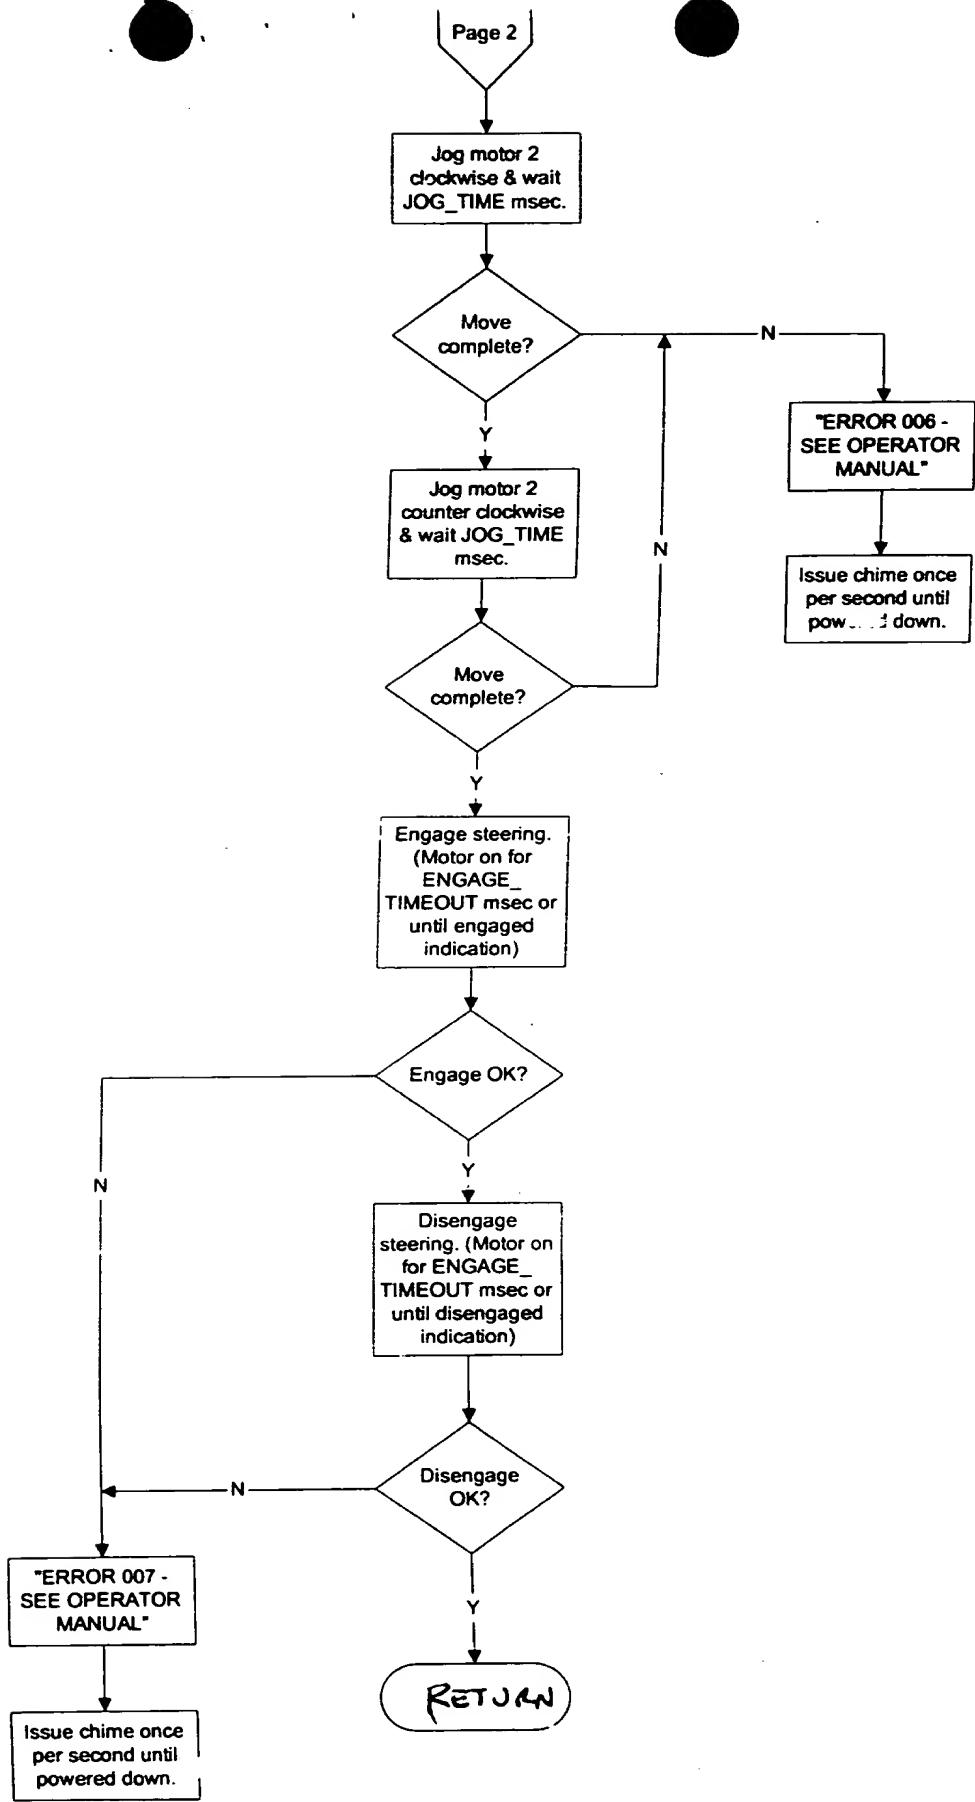 Page 2
Jog motor 2
clockwise & wait
JOG_TIME msec.
Move
complete?
N
"ERROR 006 -
SEE OPERATOR
MANUAL"
Y
Jog motor 2
counter clockwise
& wait JOG_TIME
msec.
N
Issue chime once
per second until
down.
Move
complete?
Y
Engage steering.
(Motor on for
ENGAGE_
TIMEOUT msec or
until engaged
indication)
Engage OK?
N
Y
Disengage
steering. (Motor on
for ENGAGE_
TIMEOUT msec or
until disengaged
indication)
Disengage
OK?
N
"ERROR 007 -
SEE OPERATOR
MANUAL"
Y
RETURN
Issue chime once
per second until
powered down.